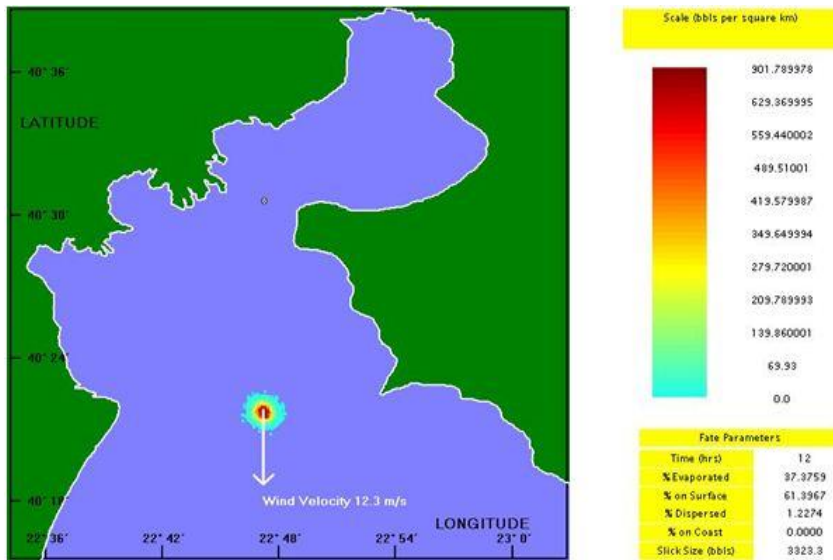 40° 36'
LATITUDE
40° 30'
40° 24'
40° 18'
Wind Velocity 12.3 m/s
LONGITUDE
22° 36' 22° 42' 22° 48' 22° 54' 23° 0'
Scale (bbls per square km)
901.789978
629.369995
559.440002
489.51001
419.579987
349.649994
279.720001
209.789993
139.860001
69.93
0.0
Fate Parameters
Time (hrs) 12
% Evaporated 37.3759
% on Surface 61.3967
% Dispersed 1.2274
% on Coast 0.0000
Slick Size (bbls) 3323.3